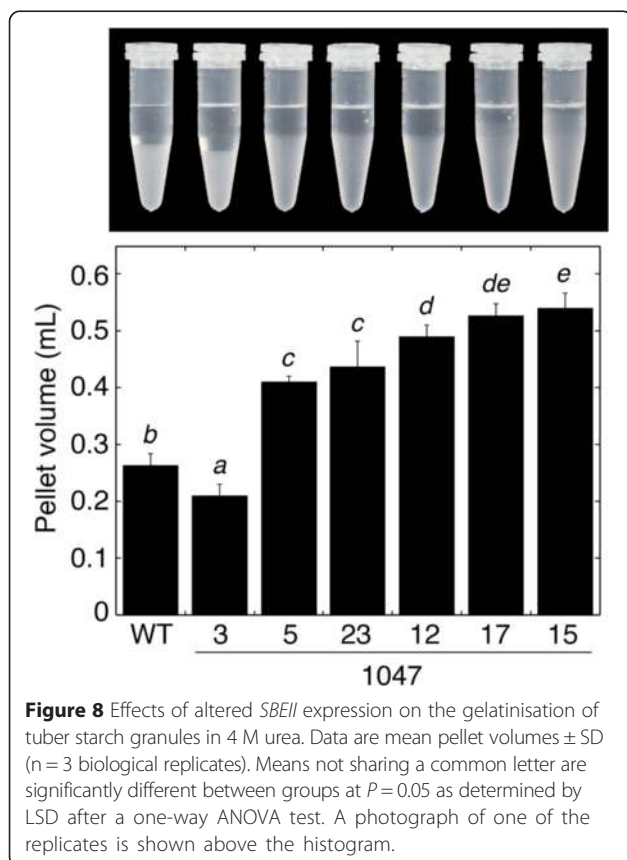 0.6
0.5
0.4
0.3
0.2
0.1
0
Pellet volume (mL)
b
a
c
c
d
de
e
WT 3 5 23 12 17 15
1047
Figure 8 Effects of altered SBEII expression on the gelatinisation of
tuber starch granules in 4 M urea. Data are mean pellet volumes ± SD
(n = 3 biological replicates). Means not sharing a common letter are
significantly different between groups at P = 0.05 as determined by
LSD after a one-way ANOVA test. A photograph of one of the
replicates is shown above the histogram.